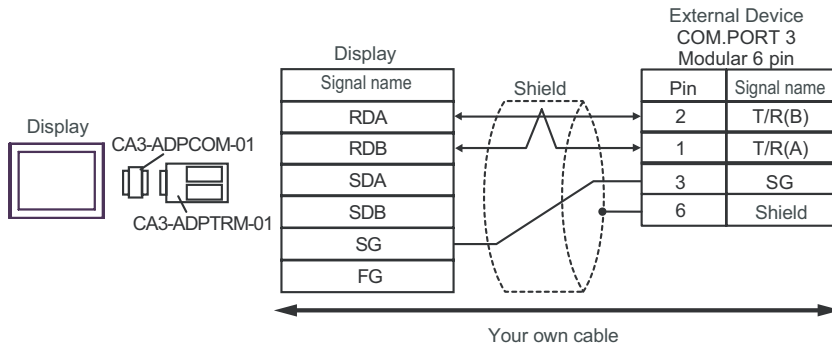 External Device
COM.PORT 3
Modular 6 pin
Display
Signal name
Shield
Pin Signal name
RDA
2 T/R(B)
Display
CA3-ADPCOM-01
RDB
1 T/R(A)
SDA
3 SG
CA3-ADPTRM-01
SDB
6 Shield
SG
FG
Your own cable